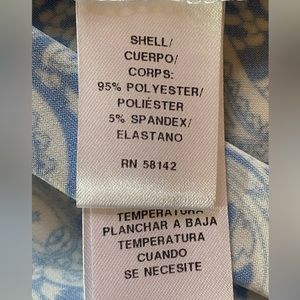 SHELL/
CUERPO/
CORPS:
95% POLYESTER/
POLIÉSTER
5% SPANDEX/
ELASTANO
RN 58142
TEMPERATURA
PLANCHAR A BAJA
TEMPERATURA
CUANDO
SE NECESITE